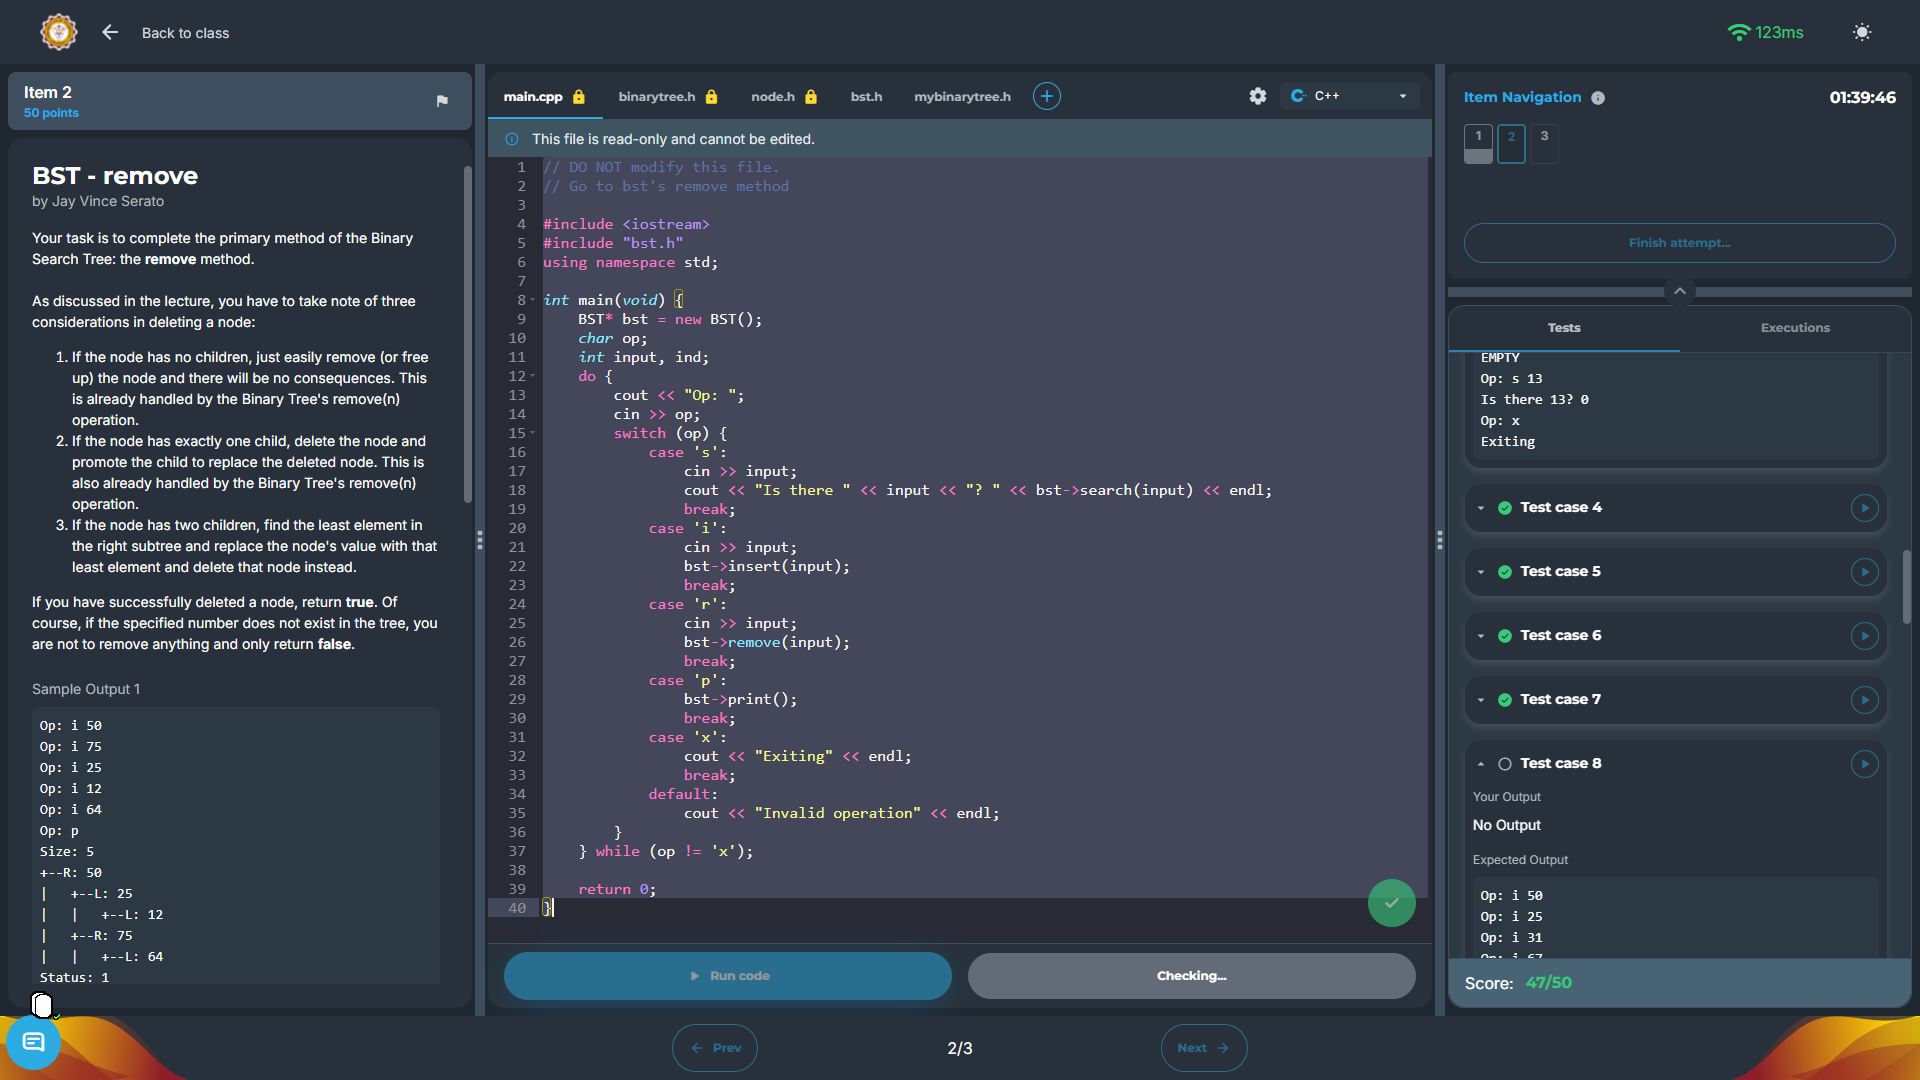 Back to class
123ms
Item 2
50 points
BST - remove
by Jay Vince Serato
Your task is to complete the primary method of the Binary
Search Tree: the remove method.
As discussed in the lecture, you have to take note of three
considerations in deleting a node:
1. If the node has no children, just easily remove (or free
up) the node and there will be no consequences. This
is already handled by the Binary Tree's remove(n)
operation.
2. If the node has exactly one child, delete the node and
promote the child to replace the deleted node. This is
also already handled by the Binary Tree's remove(n)
operation.
3. If the node has two children, find the least element in
the right subtree and replace the node's value with that
least element and delete that node instead.
If you have successfully deleted a node, return true. Of
course, if the specified number does not exist in the tree, you
are not to remove anything and only return false.
Sample Output 1
Op: i 50
Op: i 75
Op: i 25
Op: i 12
Op: i 64
Op: p
Size: 5
+--R: 50
|   +--L: 25
|   |   +--L: 12
|   +--R: 75
|   |   +--L: 64
Status: 1
main.cpp
binarytree.h
node.h
bst.h
mybinarytree.h
C++
This file is read-only and cannot be edited.
1 // DO NOT modify this file.
2 // Go to bst's remove method
3
4 #include <iostream>
5 #include "bst.h"
6 using namespace std;
7
8 int main(void) {
9     BST* bst = new BST();
10     char op;
11     int input, ind;
12     do {
13         cout << "Op: ";
14         cin >> op;
15         switch (op) {
16             case 's':
17                 cin >> input;
18                 cout << "Is there " << input << "? " << bst->search(input) << endl;
19                 break;
20             case 'i':
21                 cin >> input;
22                 bst->insert(input);
23                 break;
24             case 'r':
25                 cin >> input;
26                 bst->remove(input);
27                 break;
28             case 'p':
29                 bst->print();
30                 break;
31             case 'x':
32                 cout << "Exiting" << endl;
33                 break;
34             default:
35                 cout << "Invalid operation" << endl;
36         }
37     } while (op != 'x');
38
39     return 0;
40 }
Run code
Checking...
Prev
2/3
Next
Item Navigation
01:39:46
1
2
3
Finish attempt...
Tests
Executions
EMPTY
Op: s 13
Is there 13? 0
Op: x
Exiting
Test case 4
Test case 5
Test case 6
Test case 7
Test case 8
Your Output
No Output
Expected Output
Op: i 50
Op: i 25
Op: i 31
Op: i 67
Score: 47/50